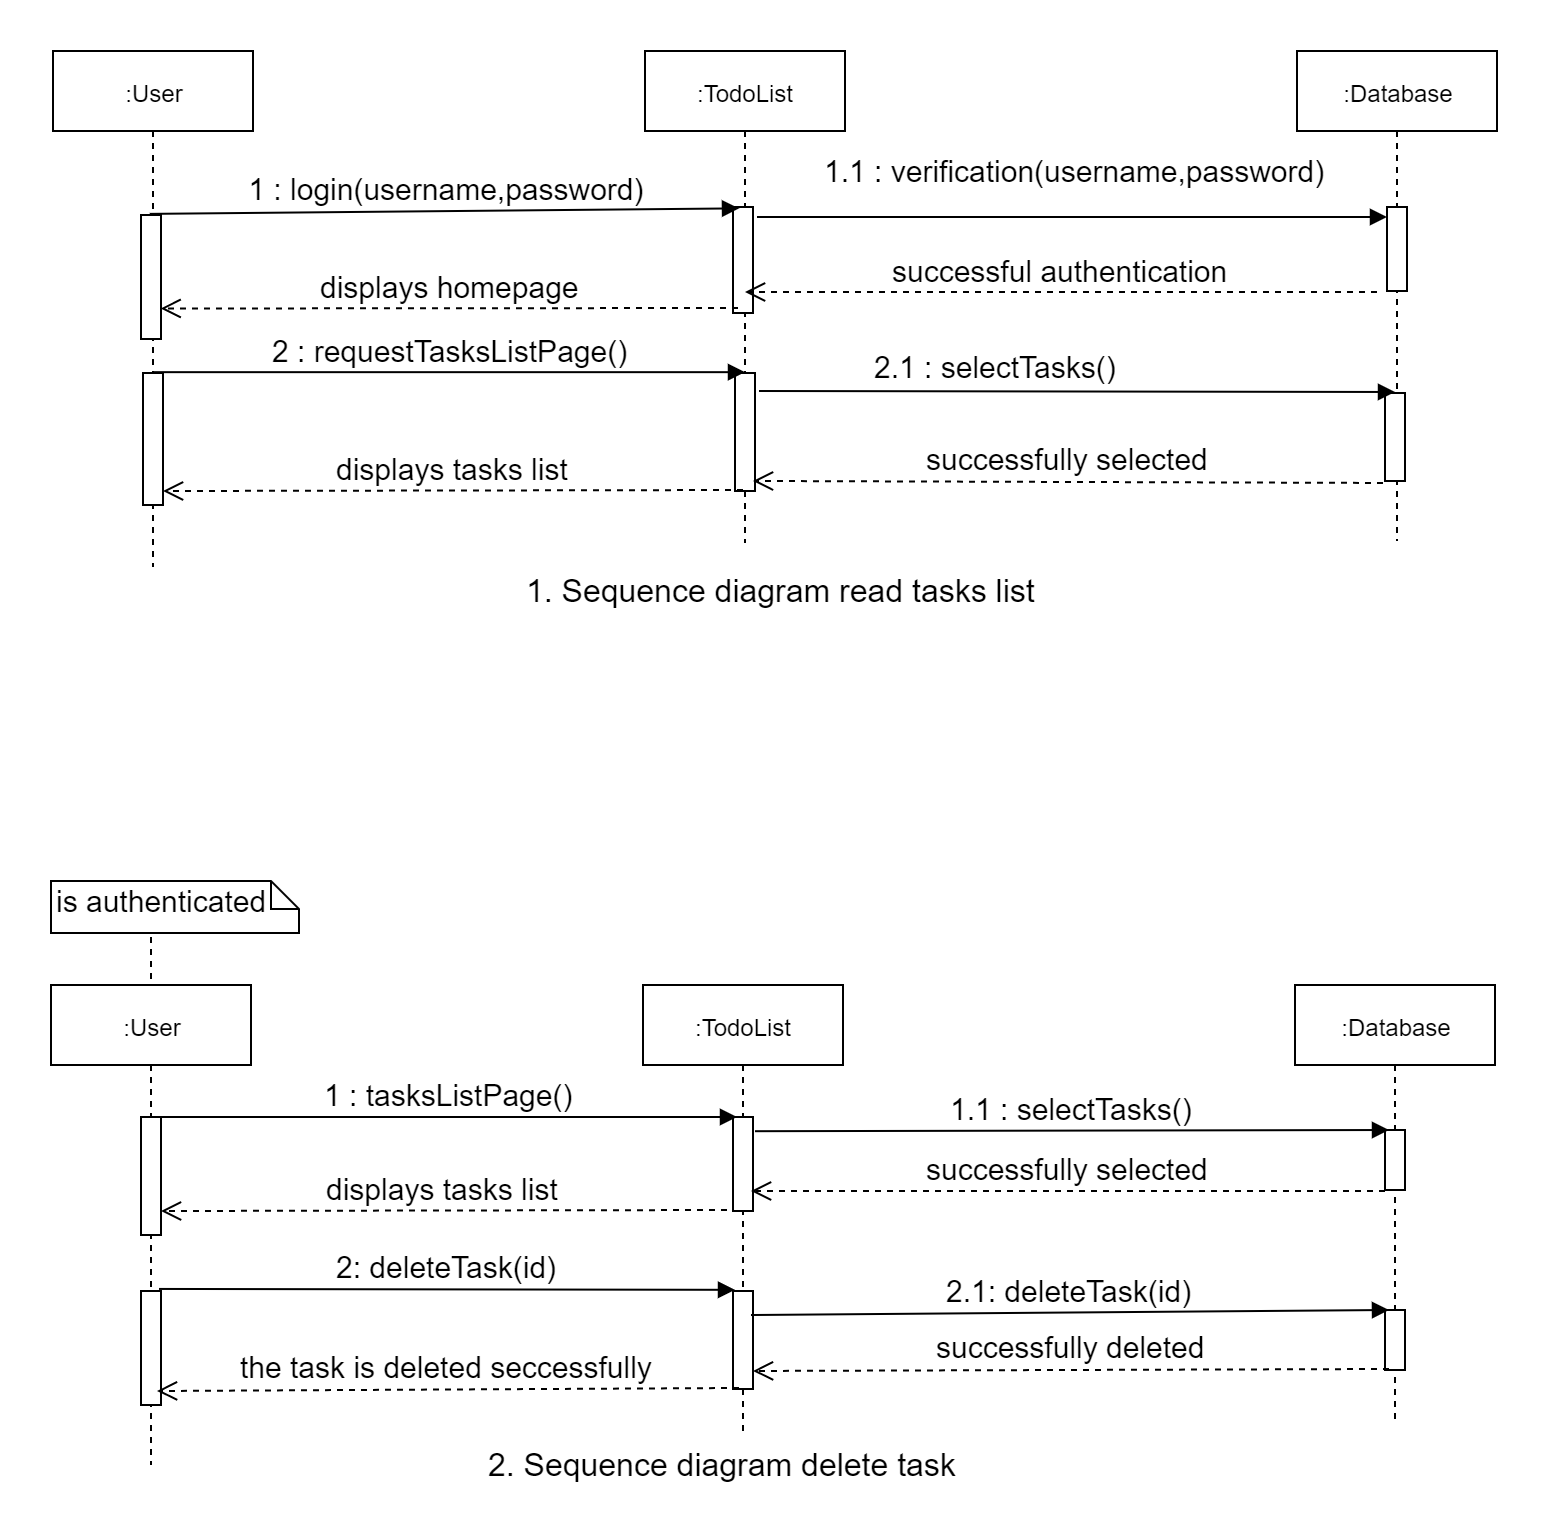 :User
:TodoList
:Database
1 : login(username,password)
1.1 : verification(username,password)
successful authentication
displays homepage
2 : requestTasksListPage()
2.1 : selectTasks()
successfully selected
displays tasks list
1. Sequence diagram read tasks list
is authenticated
:User
:TodoList
:Database
1 : tasksListPage()
1.1 : selectTasks()
successfully selected
displays tasks list
2: deleteTask(id)
2.1: deleteTask(id)
successfully deleted
the task is deleted seccessfully
2. Sequence diagram delete task